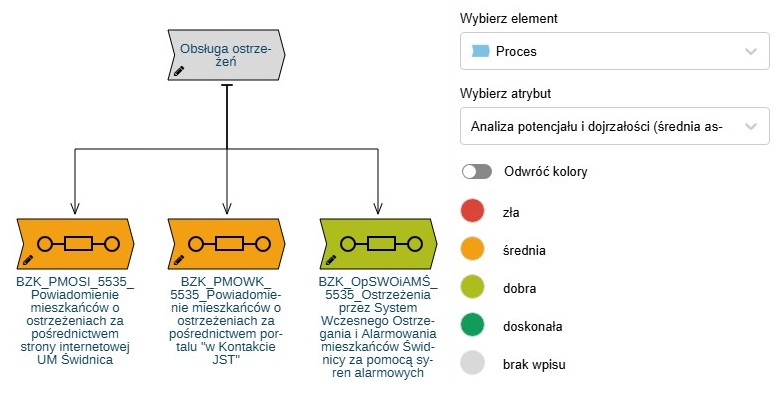 Obsługa ostrze-
żeń
BZK_PMOSI_5535_
Powiadomienie
mieszkańców o
ostrzeżeniach za
pośrednictwem
strony internetowej
UM Świdnica
BZK_PMOWK_
5535_Powiadomie-
nie mieszkańców o
ostrzeżeniach za
pośrednictwem por-
talu "w Kontakcie
JST"
BZK_OpSWOiAMŚ_
5535_Ostrzeżenia
przez System
Wczesnego Ostrze-
gania i Alarmowania
mieszkańców Świd-
nicy za pomocą sy-
ren alarmowych
Wybierz element
Proces
Wybierz atrybut
Analiza potencjału i dojrzałości (średnia as-
Odwróć kolory
zła
średnia
dobra
doskonała
brak wpisu